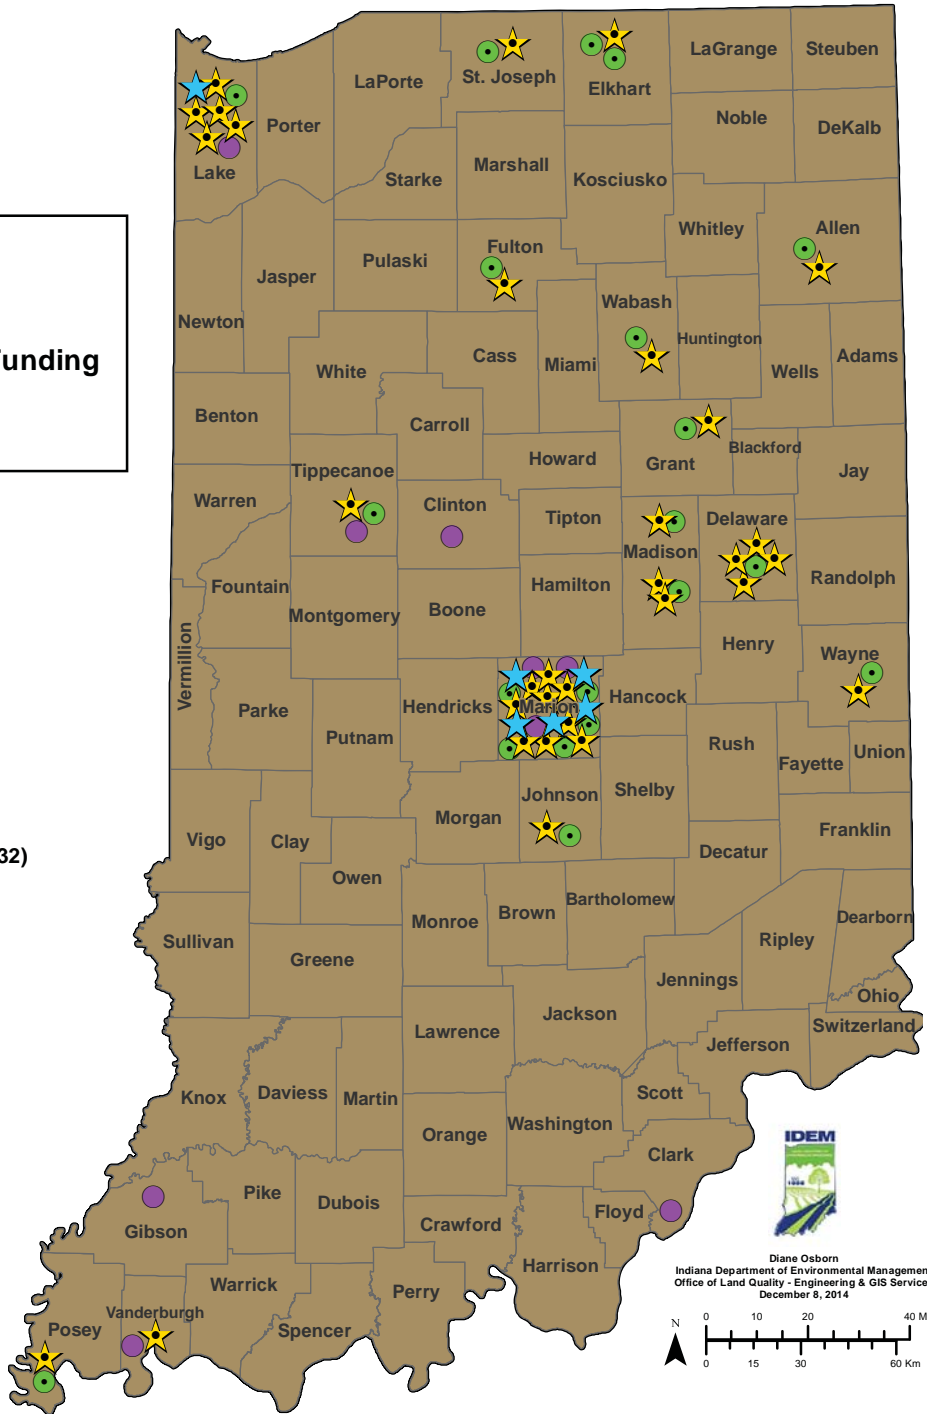 LaGrange
Steuben
St. Joseph
LaPorte
Elkhart
Noble
Porter
DeKalb
Marshall
Lake
Starke
Kosciusko
Whitley
Allen
Fulton
Pulaski
Jasper
Wabash
Newton
Huntington
Cass
Adams
Miami
White
Wells
Benton
Carroll
Blackford
Howard
Grant
Tippecanoe
Jay
Warren
Clinton
Tipton
Delaware
Madison
Randolph
Hamilton
Fountain
Boone
Montgomery
Henry
Wayne
Vermillion
Hancock
Hendricks
Marion
Parke
Putnam
Rush
Union
Fayette
Shelby
Johnson
Morgan
Franklin
Vigo
Clay
Decatur
Owen
Bartholomew
Brown
Dearborn
Monroe
Ripley
Sullivan
Greene
Jennings
Ohio
Jackson
Switzerland
Lawrence
Jefferson
Scott
Daviess
Knox
Martin
Washington
Orange
Clark
Pike
Dubois
Floyd
Crawford
Gibson
Harrison
Warrick
Perry
Vanderburgh
Posey
Spencer
unding
32)
IDEM
Diane Osborn
Indiana Department of Environmental Managemen
Office of Land Quality - Engineering & GIS Service
December 8, 2014
N
0 10 20 40 M
0 15 30 60 Km